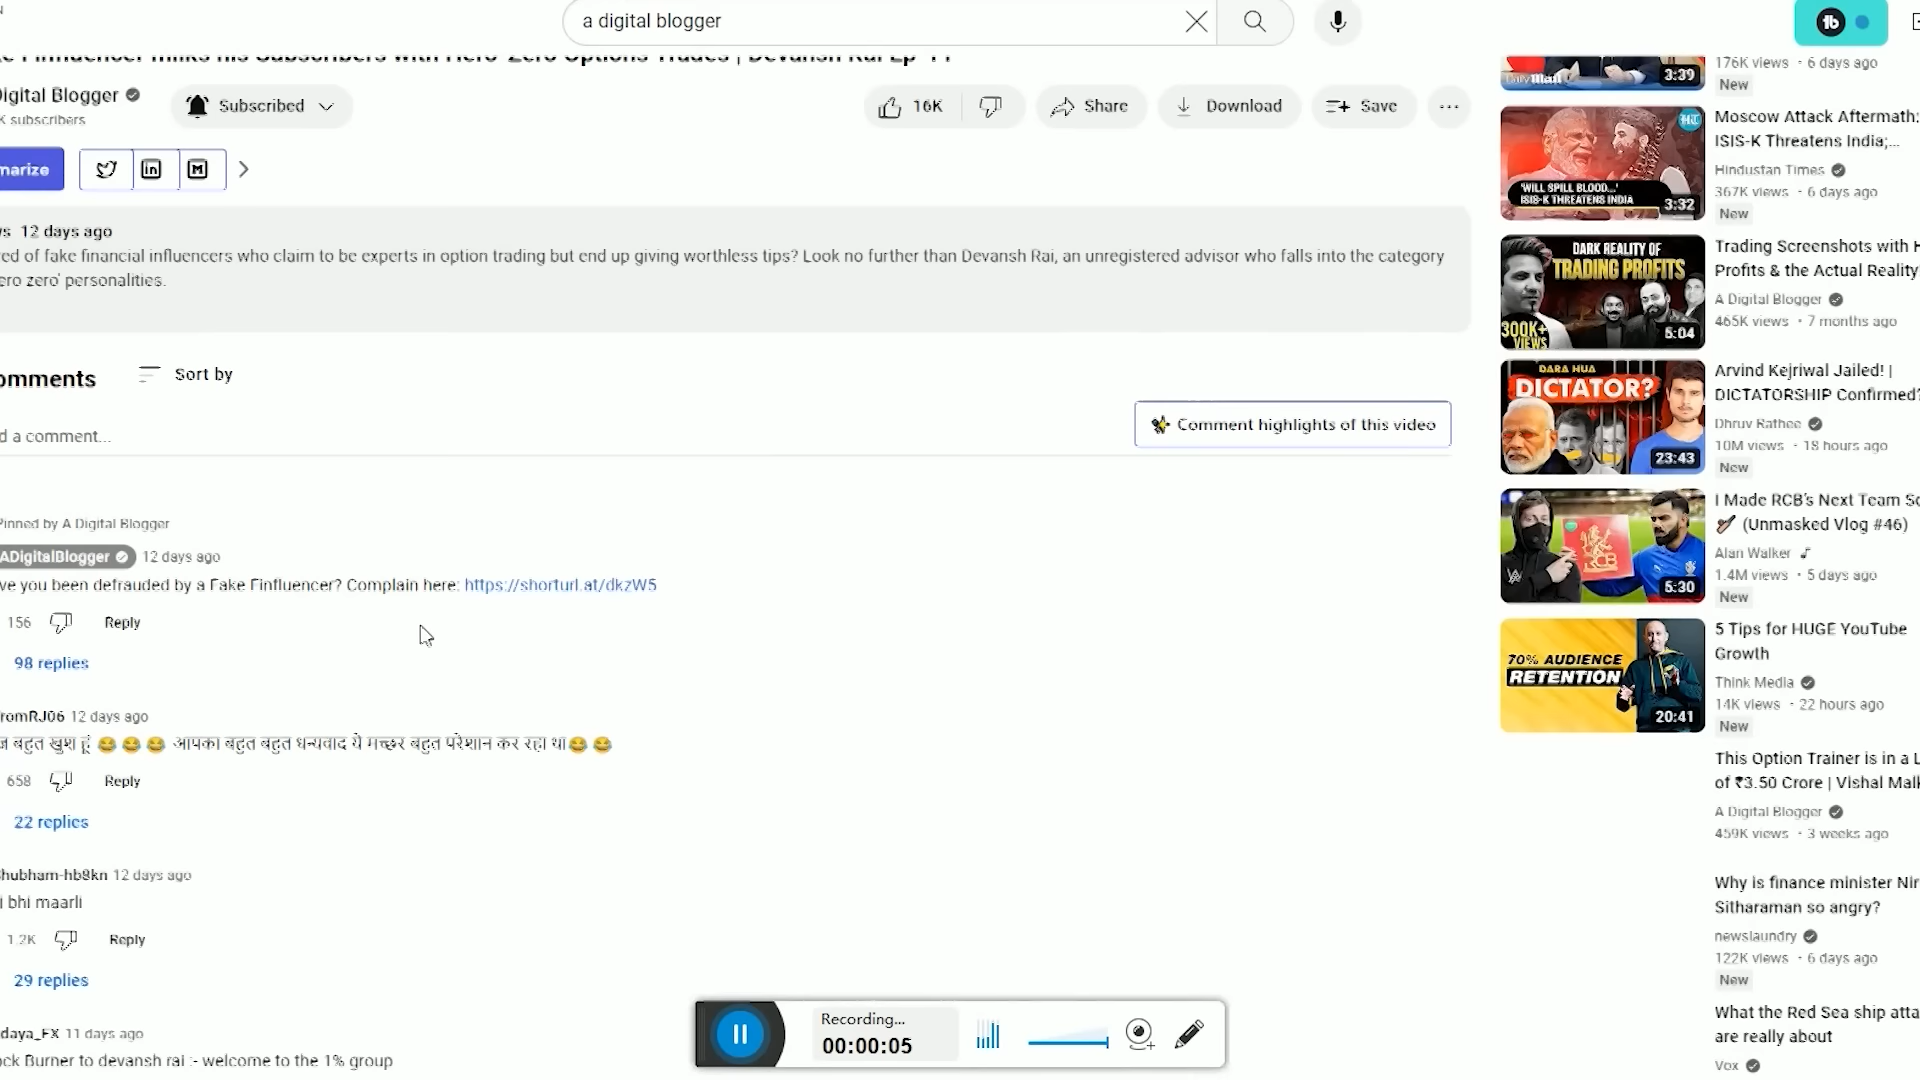 a digital blogger
Subscribed
16K
Share
Download
Save
Digital Blogger
K subscribers
12 days ago
of fake financial influencers who claim to be experts in option trading but end up giving worthless tips? Look no further than Devansh Rai, an unregistered advisor who falls into the category
zero' personalities.
Sort by
comment...
Comment highlights of this video
Pinned by A Digital Blogger
ADigitalBlogger 12 days ago
you been defrauded by a Fake Finfluencer? Complain here: https://shorturl.at/dkzW5
156 Reply
98 replies
12 days ago
बहुत खुश हूं 😂 😂 😂 आपका बहुत बहुत धन्यवाद ये मच्छर बहुत परेशान कर रहा था😂 😂
658 Reply
22 replies
12 days ago
bhi maarli
1.2K Reply
29 replies
11 days ago
Burner to devansh rai :- welcome to the 1% group
Recording...
00:00:05
3:39
176K views • 6 days ago
New
'WILL SPILL BLOOD...'
ISIS-K THREATENS INDIA
HT
3:32
Moscow Attack Aftermath:
ISIS-K Threatens India;...
Hindustan Times
367K views • 6 days ago
New
DARK REALITY OF
TRADING PROFITS
300K+
VIEWS
5:04
Trading Screenshots with
Profits & the Actual Reality
A Digital Blogger
465K views • 7 months ago
DARA HUA
DICTATOR?
23:43
Arvind Kejriwal Jailed! |
DICTATORSHIP Confirmed?
Dhruv Rathee
10M views • 18 hours ago
New
RCB
5:30
I Made RCB's Next Team
(Unmasked Vlog #46)
Alan Walker
1.4M views • 5 days ago
New
70% AUDIENCE
RETENTION
20:41
5 Tips for HUGE YouTube
Growth
Think Media
14K views • 22 hours ago
New
This Option Trainer is in a
of ₹3.50 Crore | Vishal
A Digital Blogger
459K views • 3 weeks ago
Why is finance minister
Sitharaman so angry?
newslaundry
122K views • 6 days ago
New
What the Red Sea ship
are really about
Vox